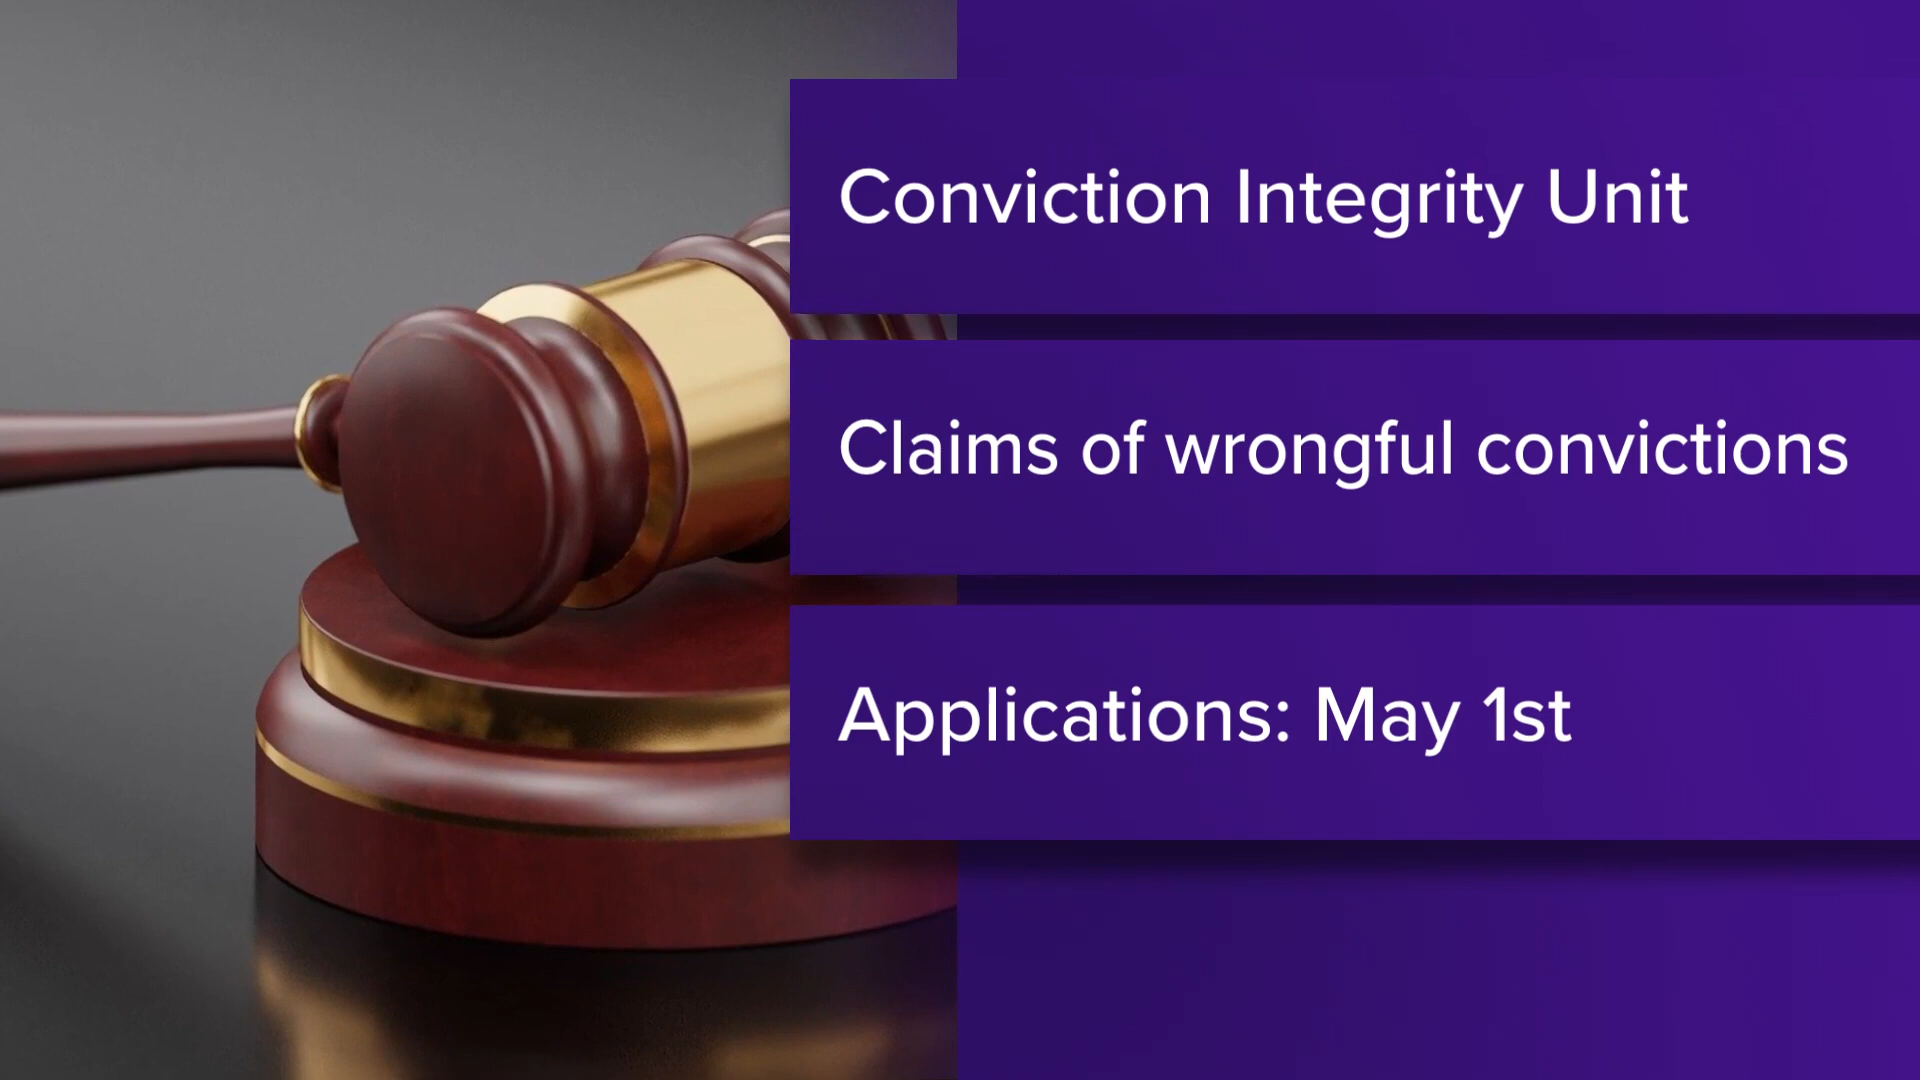 Conviction Integrity Unit
Claims of wrongful convictions
Applications: May 1st